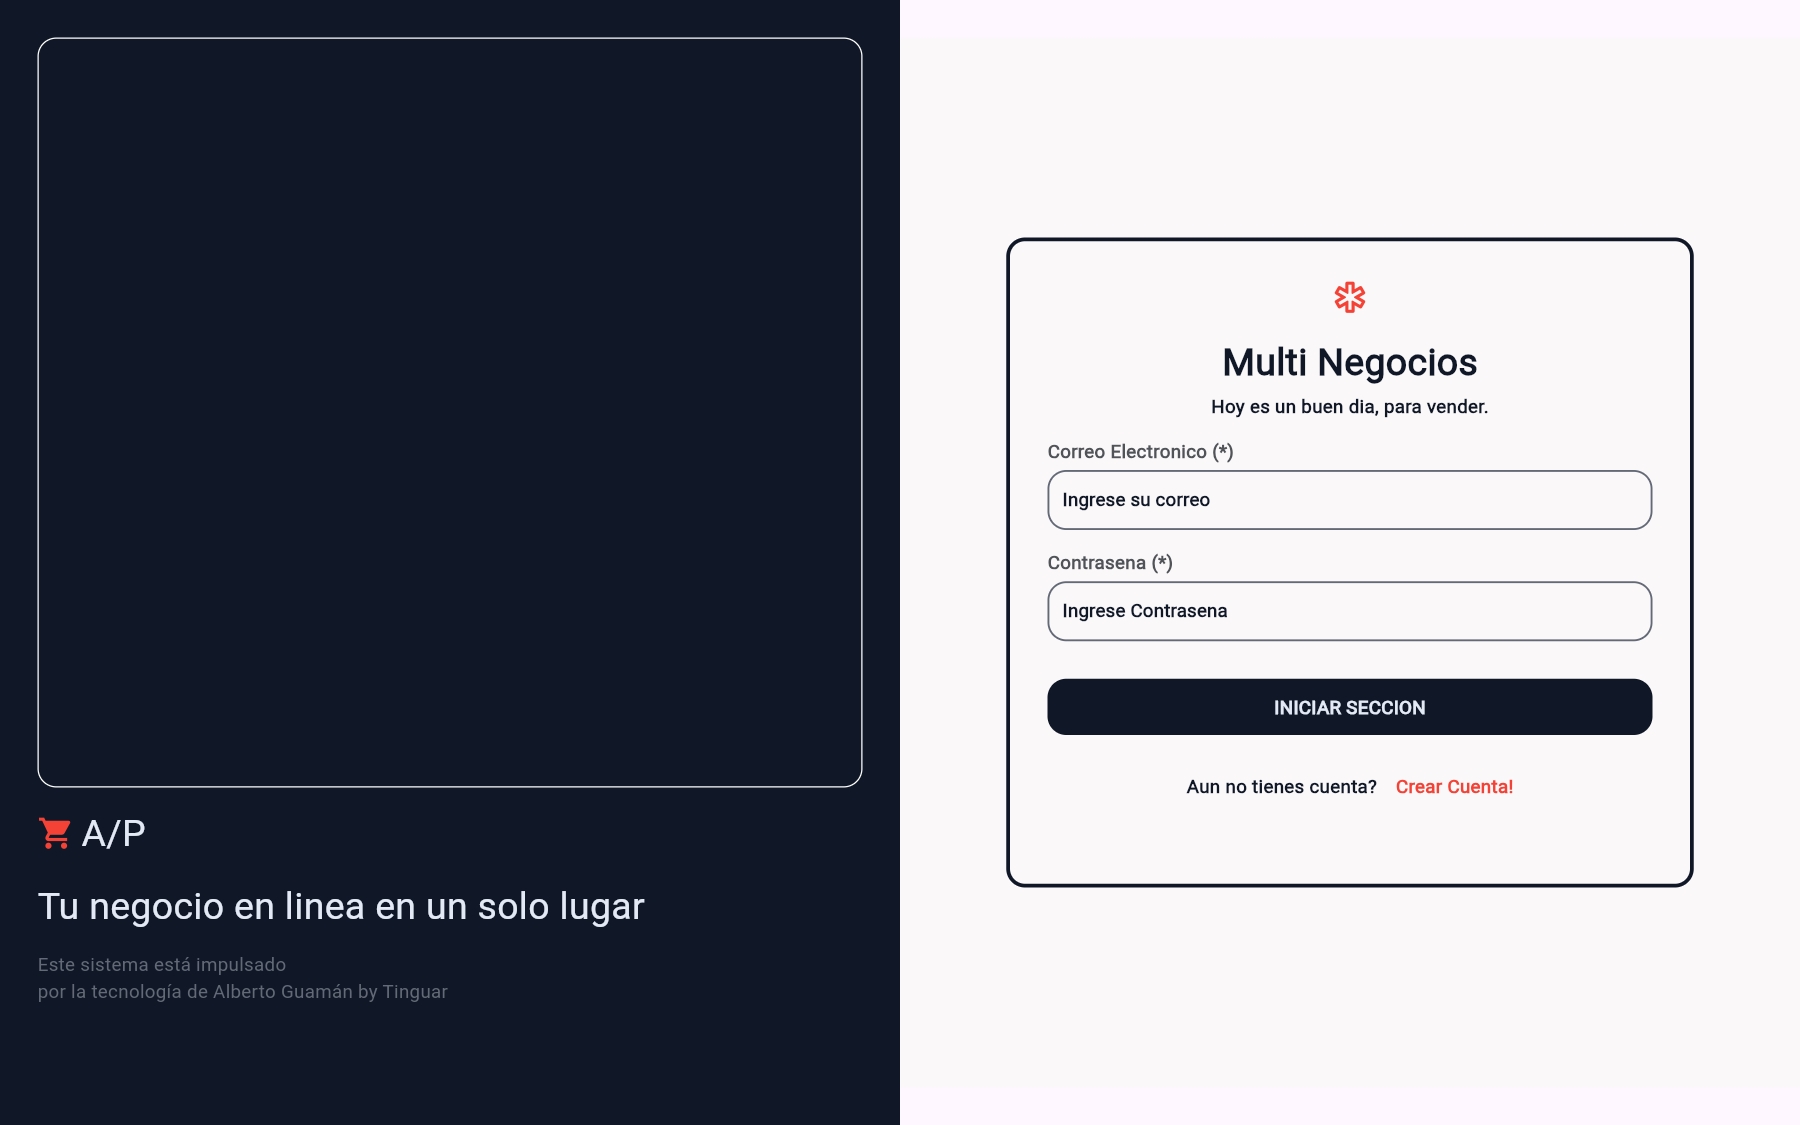 A/P
Tu negocio en linea en un solo lugar
Este sistema está impulsado
por la tecnología de Alberto Guamán by Tinguar
Multi Negocios
Hoy es un buen dia, para vender.
Correo Electronico (*)
Ingrese su correo
Contrasena (*)
Ingrese Contrasena
INICIAR SECCION
Aun no tienes cuenta? Crear Cuenta!